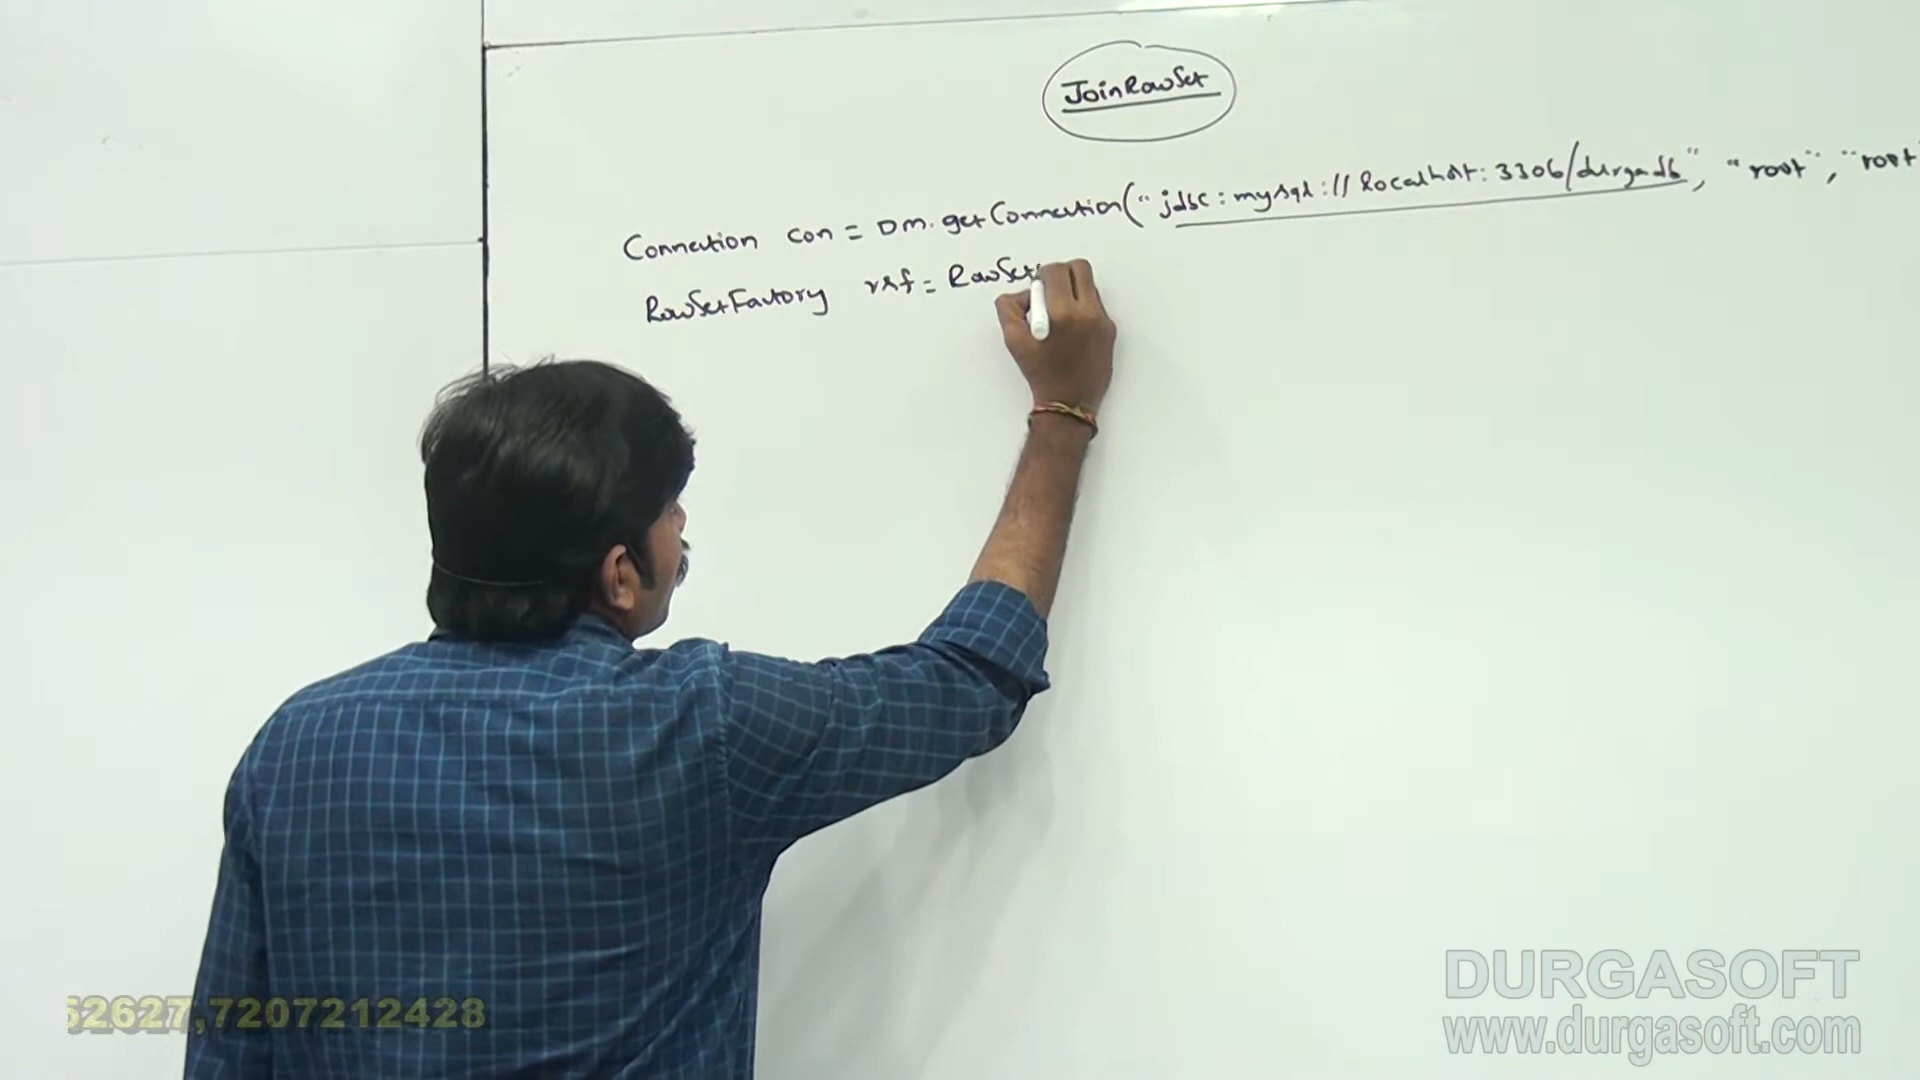 JoinRowSet
Connection con = DM.getConnection("jdbc:mysql://localhost:3306/durgadb", "root", "root
RowSetFactory rsf = RowSet
DURGASOFT
www.durgasoft.com
52627,7207212428